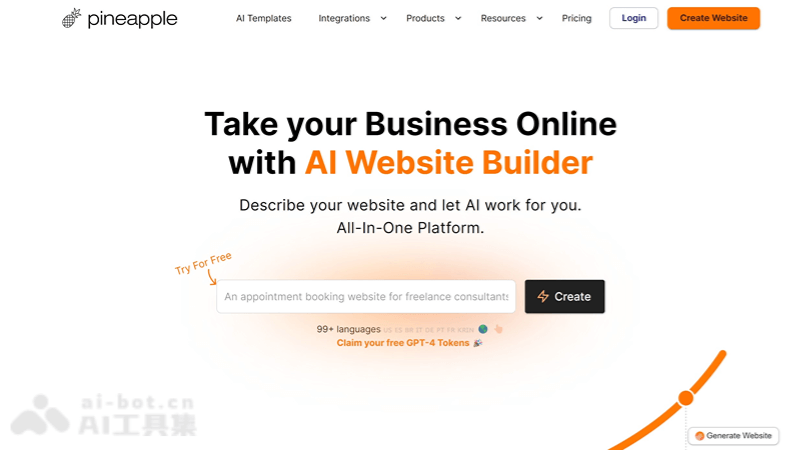 pineapple
AI Templates Integrations Products Resources Pricing Login Create Website
Take your Business Online
with AI Website Builder
Describe your website and let AI work for you.
All-In-One Platform.
Try For Free
An appointment booking website for freelance consultants
Create
99+ languages
Claim your free GPT-4 Tokens
ai-bot.cn
AI工具集
Generate Website